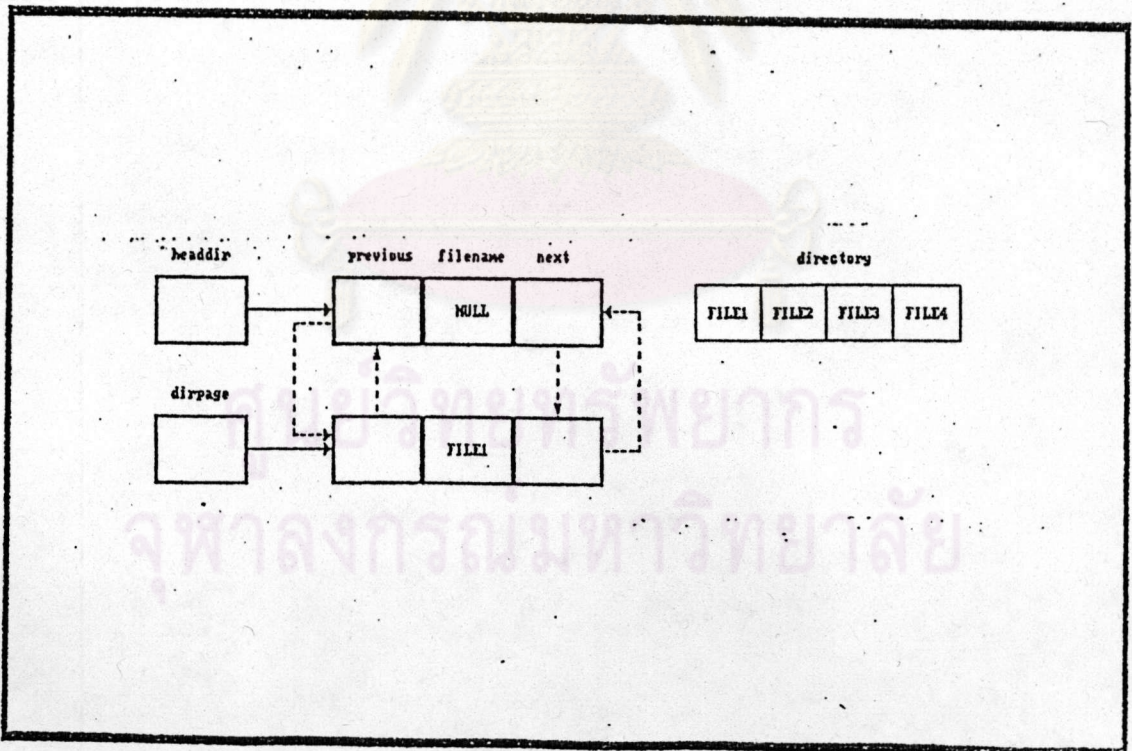 headdir previous filename next directory
NULL FILE1 FILE2 FILE3 FILE4
dirpage
FILE1
ศูนย์วิทยทรัพยากร
จุฬาลงกรณ์มหาวิทยาลัย